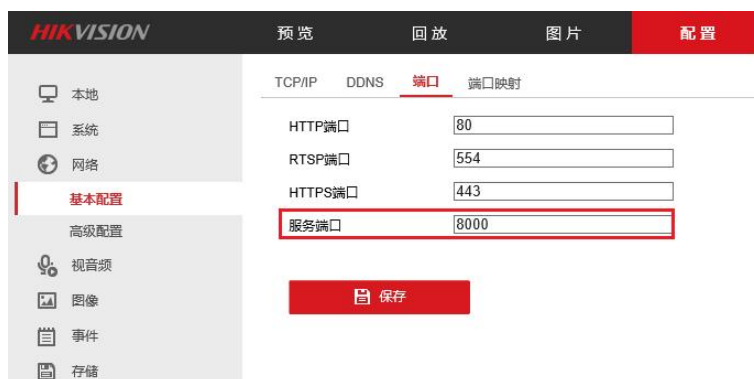 HIKVISION 预览 回放 图片 配置
TCP/IP DDNS 端口 端口映射
本地
系统
网络
基本配置
高级配置
视音频
图像
事件
存储
HTTP端口 80
RTSP端口 554
HTTPS端口 443
服务端口 8000
保存